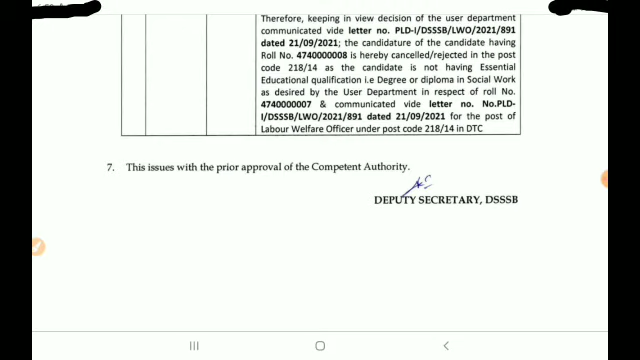 Therefore, keeping in view decision of the user department
communicated vide letter no. PLD-I/DSSSB/LWO/2021/891
dated 21/09/2021; the candidature of the candidate having
Roll No. 4740000008 is hereby cancelled/rejected in the post
code 218/14 as the candidate is not having Essential
Educational qualification i.e Degree or diploma in Social Work
as desired by the User Department in respect of roll No.
4740000007 & communicated vide letter no. No.PLD-
I/DSSSB/LWO/2021/891 dated 21/09/2021 for the post of
Labour Welfare Officer under post code 218/14 in DTC
7. This issues with the prior approval of the Competent Authority.
DEPUTY SECRETARY, DSSSB